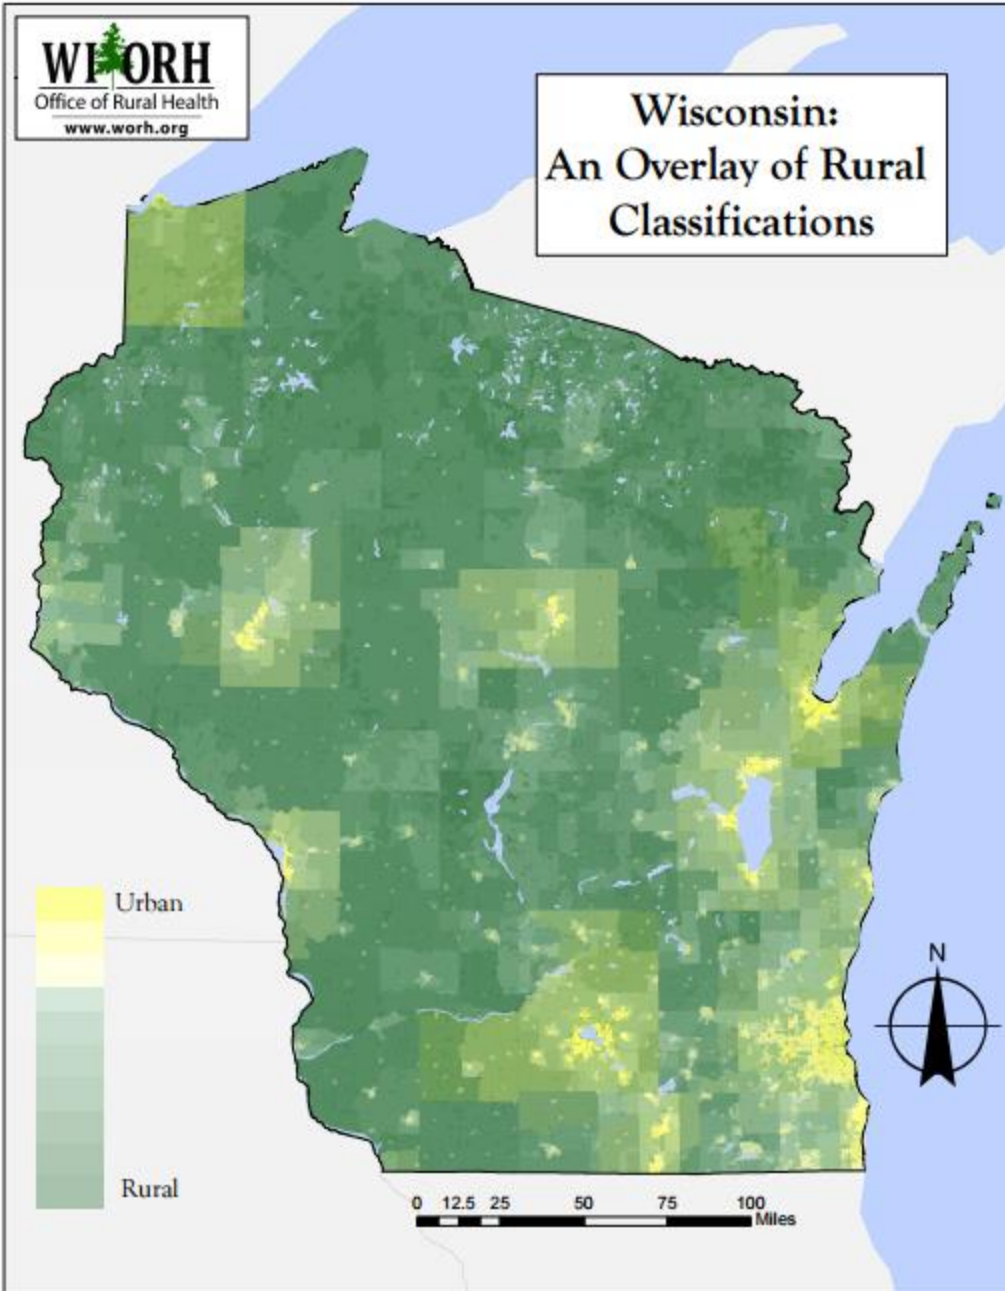 WI ORH
Office of Rural Health
www.worh.org
Wisconsin:
An Overlay of Rural
Classifications
Urban
Rural
N
0 12.5 25 50 75 100
Miles